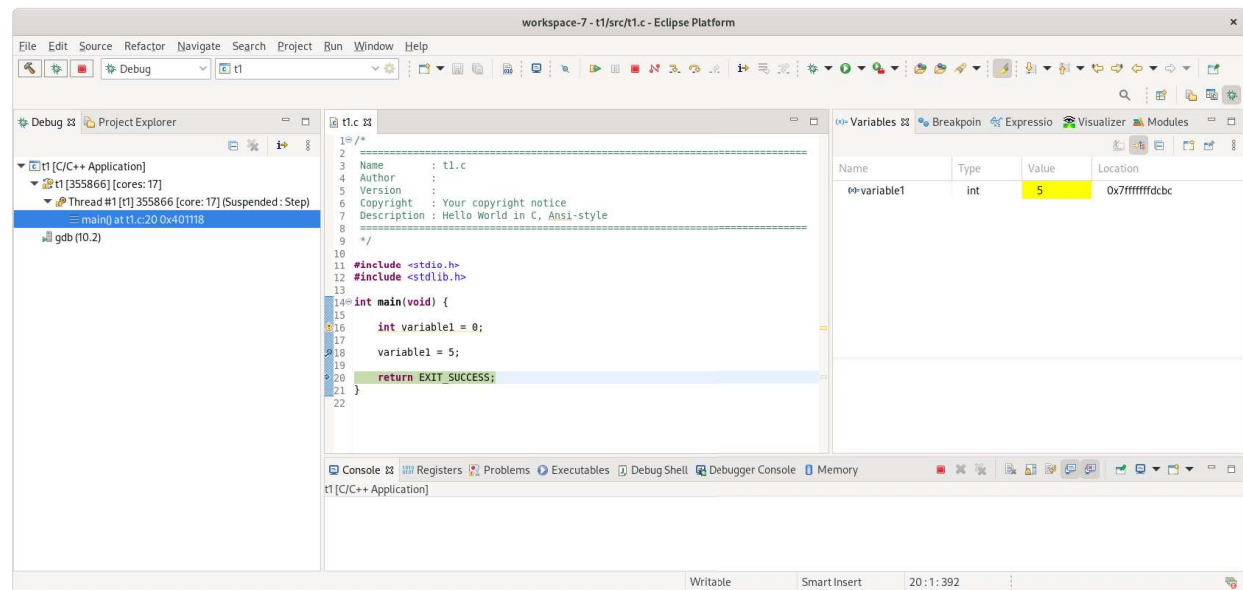 workspace-7 - t1/src/t1.c - Eclipse Platform
File Edit Source Refactor Navigate Search Project Run Window Help
Debug t1
Debug Project Explorer
t1 [C/C++ Application]
t1 [355866] [cores: 17]
Thread #1 [t1] 355866 [core: 17] (Suspended : Step)
main() at t1.c:20 0x401118
gdb (10.2)
t1.c
1 /*
2 ============================================================================
3 Name : t1.c
4 Author :
5 Version :
6 Copyright : Your copyright notice
7 Description : Hello World in C, Ansi-style
8 ============================================================================
9 */
10
11 #include <stdio.h>
12 #include <stdlib.h>
13
14 int main(void) {
15
16 int variable1 = 0;
17
18 variable1 = 5;
19
20 return EXIT_SUCCESS;
21 }
22
(x)= Variables Breakpoin Expressio Visualizer Modules
Name Type Value Location
(x)= variable1 int 5 0x7fffffffdcbc
Console Registers Problems Executables Debug Shell Debugger Console Memory
t1 [C/C++ Application]
Writable Smart Insert 20 : 1 : 392